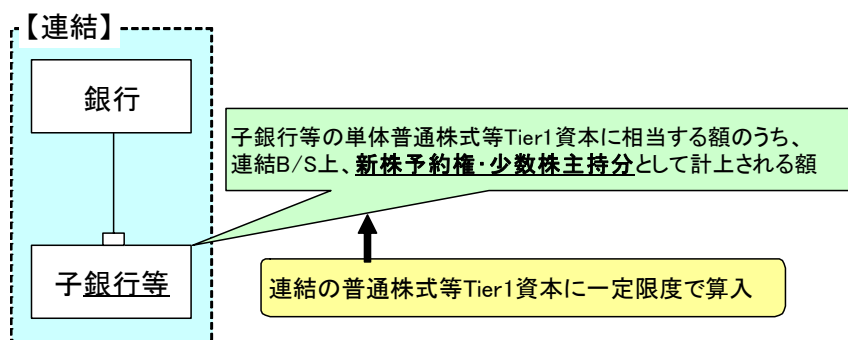 【連結】
銀行
子銀行等の単体普通株式等Tier1資本に相当する額のうち、
連結B/S上、新株予約権・少数株主持分として計上される額
子銀行等
連結の普通株式等Tier1資本に一定限度で算入